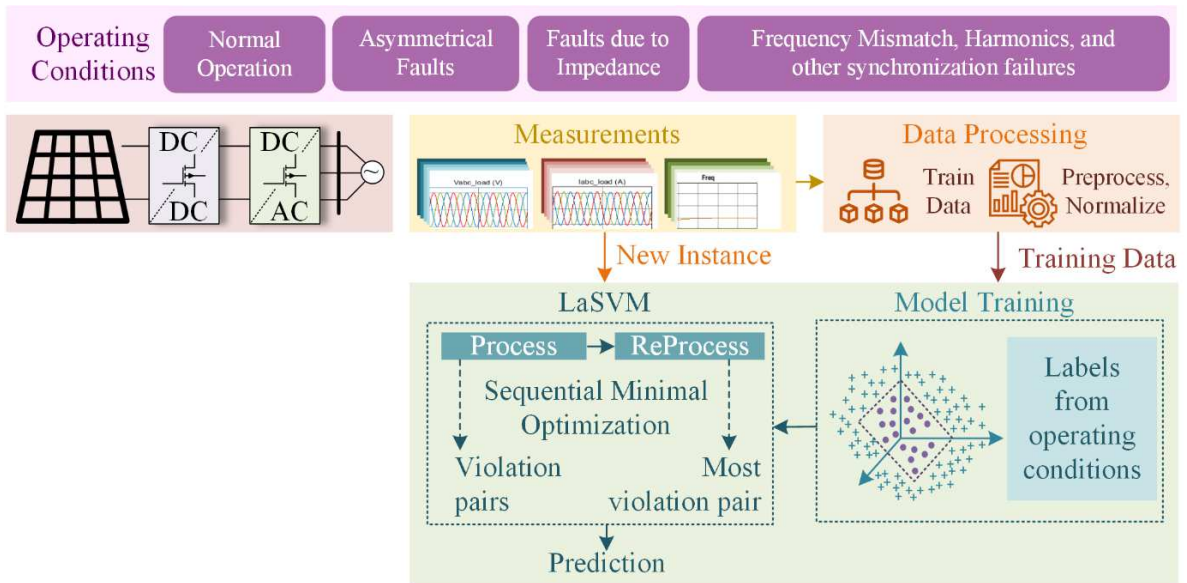 Operating
Conditions
Normal
Operation
Asymmetrical
Faults
Faults due to
Impedance
Frequency Mismatch, Harmonics, and
other synchronization failures
DC
DC
DC
AC
~
Measurements
Vabc_load (V)
Iabc_load (A)
Freq
Data Processing
Train
Data
Preprocess,
Normalize
New Instance
Training Data
LaSVM
Process
ReProcess
Sequential Minimal
Optimization
Violation
pairs
Most
violation pair
Prediction
Model Training
Labels
from
operating
conditions